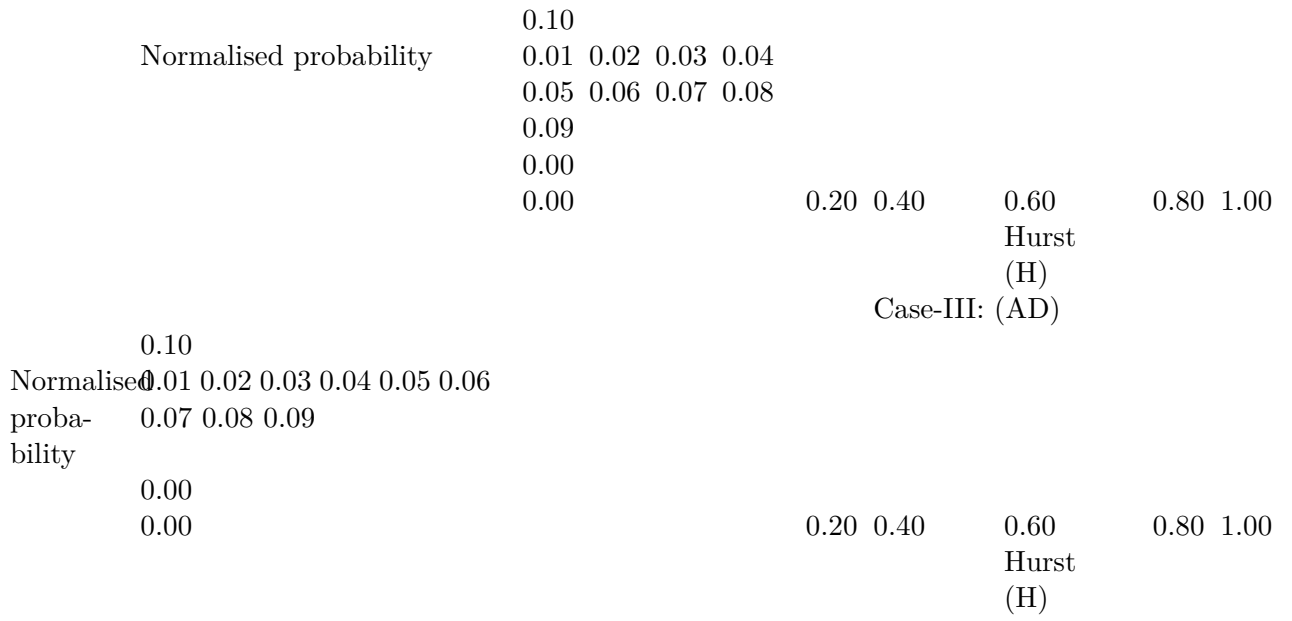 0.10
Normalised probability 0.01 0.02 0.03 0.04
0.05 0.06 0.07 0.08
0.09
0.00
0.00 0.20 0.40 0.60 0.80 1.00
Hurst
(H)
Case-III: (AD)
0.10
Normalised 0.01 0.02 0.03 0.04 0.05 0.06
proba- 0.07 0.08 0.09
bility
0.00
0.00 0.20 0.40 0.60 0.80 1.00
Hurst
(H)